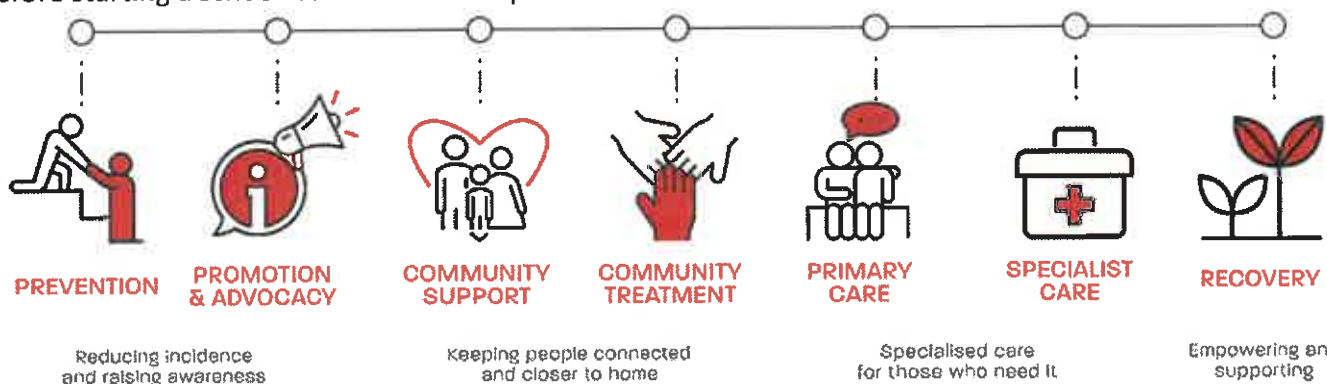 starting a
PREVENTION
PROMOTION
& ADVOCACY
COMMUNITY
SUPPORT
COMMUNITY
TREATMENT
PRIMARY
CARE
SPECIALIST
CARE
RECOVERY
Reducing incidence
and raising awareness
Keeping people connected
and closer to home
Specialised care
for those who need it
Empowering an
supporting